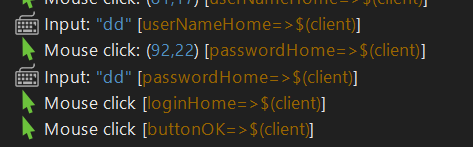 Mouse click: (61,17) [userNameHome=>$(client)]
Input: "dd" [userNameHome=>$(client)]
Mouse click: (92,22) [passwordHome=>$(client)]
Input: "dd" [passwordHome=>$(client)]
Mouse click [loginHome=>$(client)]
Mouse click [buttonOK=>$(client)]